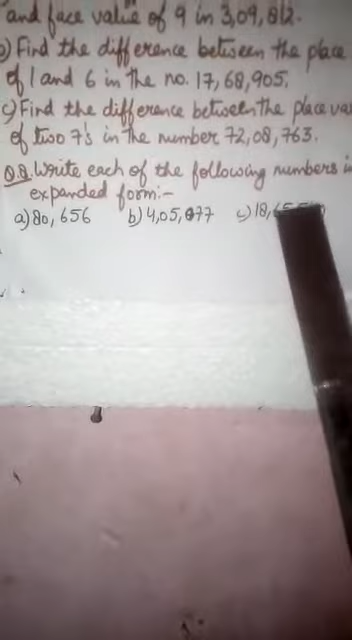 and face value of 9 in 3,09,812.
b) Find the difference between the place
of 1 and 6 in the no. 17,68,905.
c) Find the difference between the place va
of two 7's in the number 72,08,763.
Q.8. Write each of the following numbers in
expanded form:-
a) 80,656 b) 4,05,077 c) 18,